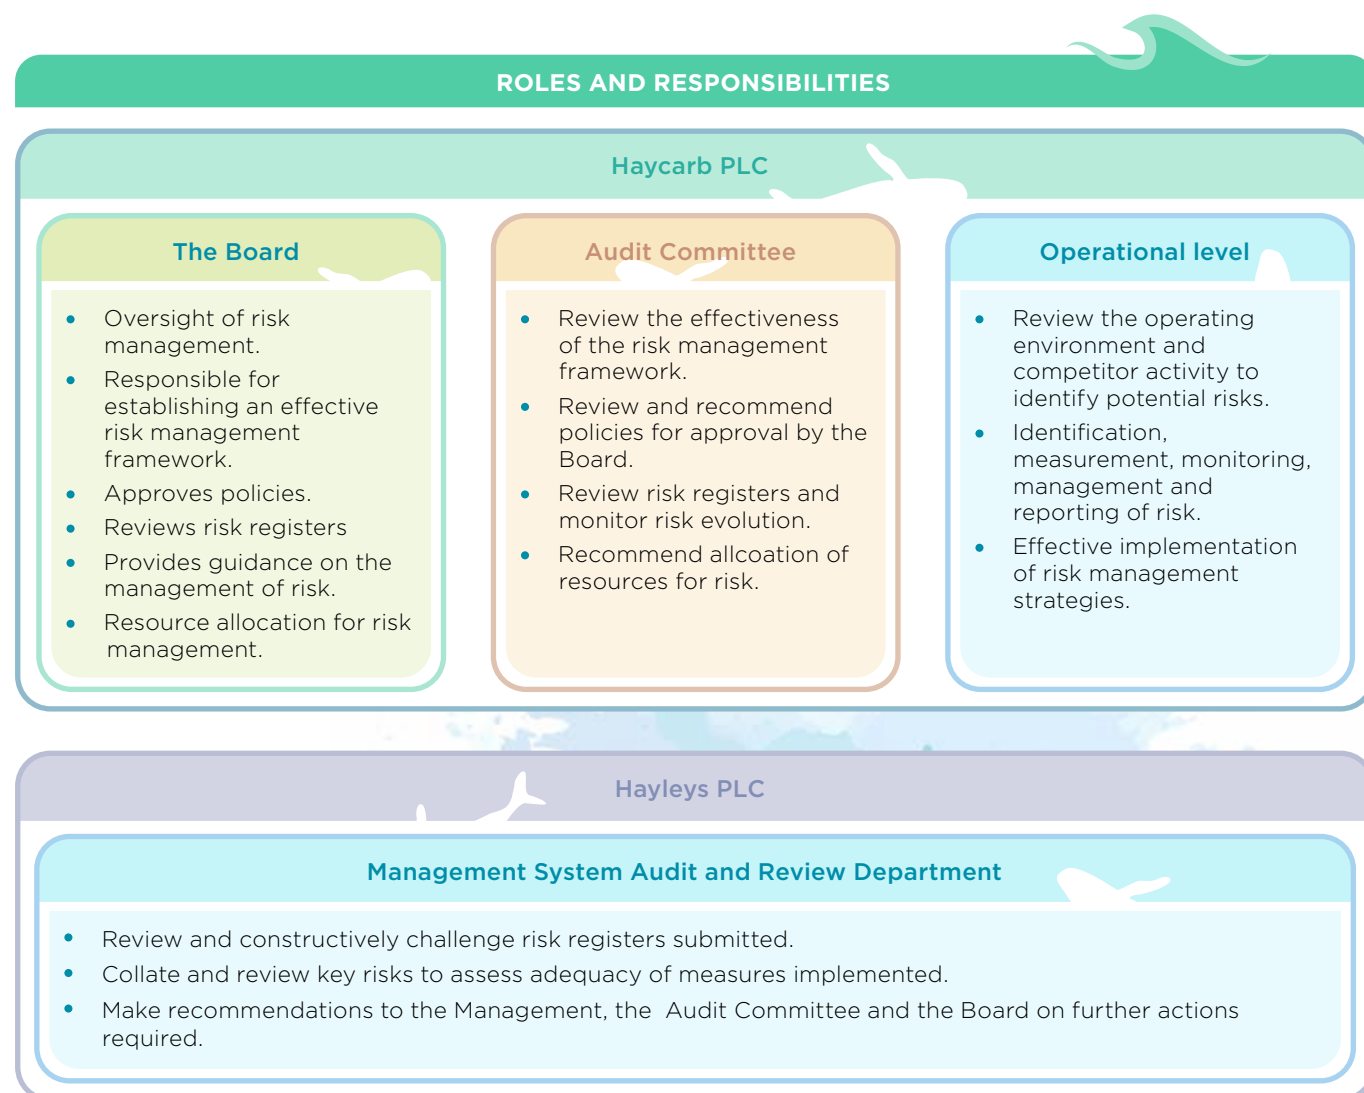 ROLES AND RESPONSIBILITIES
Haycarb PLC
The Board
Oversight of risk
management.
Responsible for
establishing an effective
risk management
framework.
Approves policies.
Reviews risk registers
Provides guidance on the
management of risk.
Resource allocation for risk
management.
Audit Committee
Review the effectiveness
of the risk management
framework.
Review and recommend
policies for approval by the
Board.
Review risk registers and
monitor risk evolution.
Recommend allcoation of
resources for risk.
Operational level
Review the operating
environment and
competitor activity to
identify potential risks.
Identification,
measurement, monitoring,
management and
reporting of risk.
Effective implementation
of risk management
strategies.
Hayleys PLC
Management System Audit and Review Department
Review and constructively challenge risk registers submitted.
Collate and review key risks to assess adequacy of measures implemented.
Make recommendations to the Management, the  Audit Committee and the Board on further actions
required.